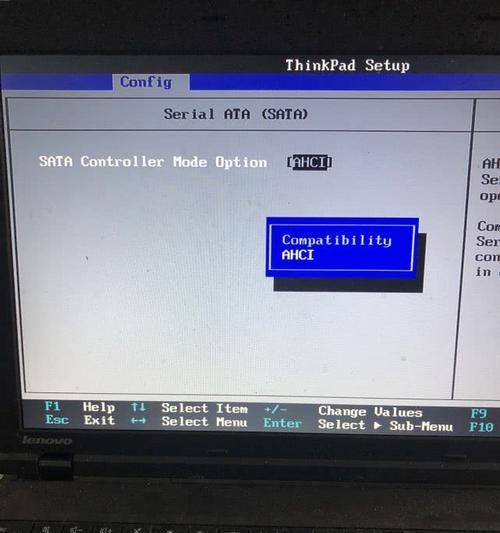 ThinkPad Setup
Config
Serial ATA (SATA)
SATA Controller Mode Option [AHCI]
Compatibility
AHCI
F1 Help ↑↓ Select Item +/- Change Values F9
Esc Exit ←→ Select Menu Enter Select ▶ Sub-Menu F10
lenovo